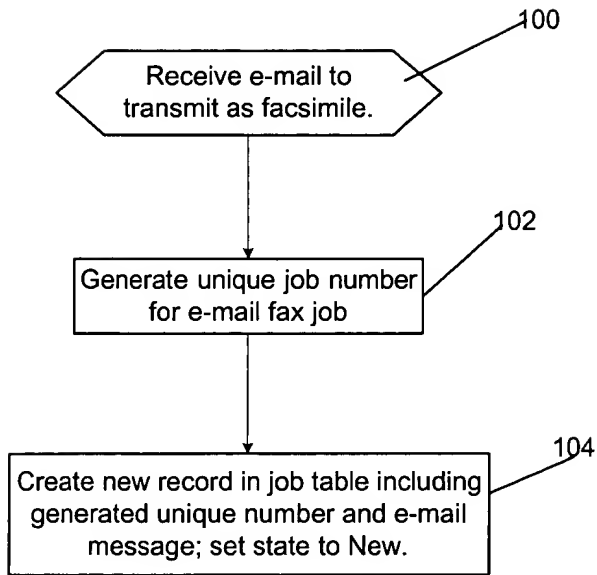 100
Receive e-mail to
transmit as facsimile.
102
Generate unique job number
for e-mail fax job
104
Create new record in job table including
generated unique number and e-mail
message; set state to New.